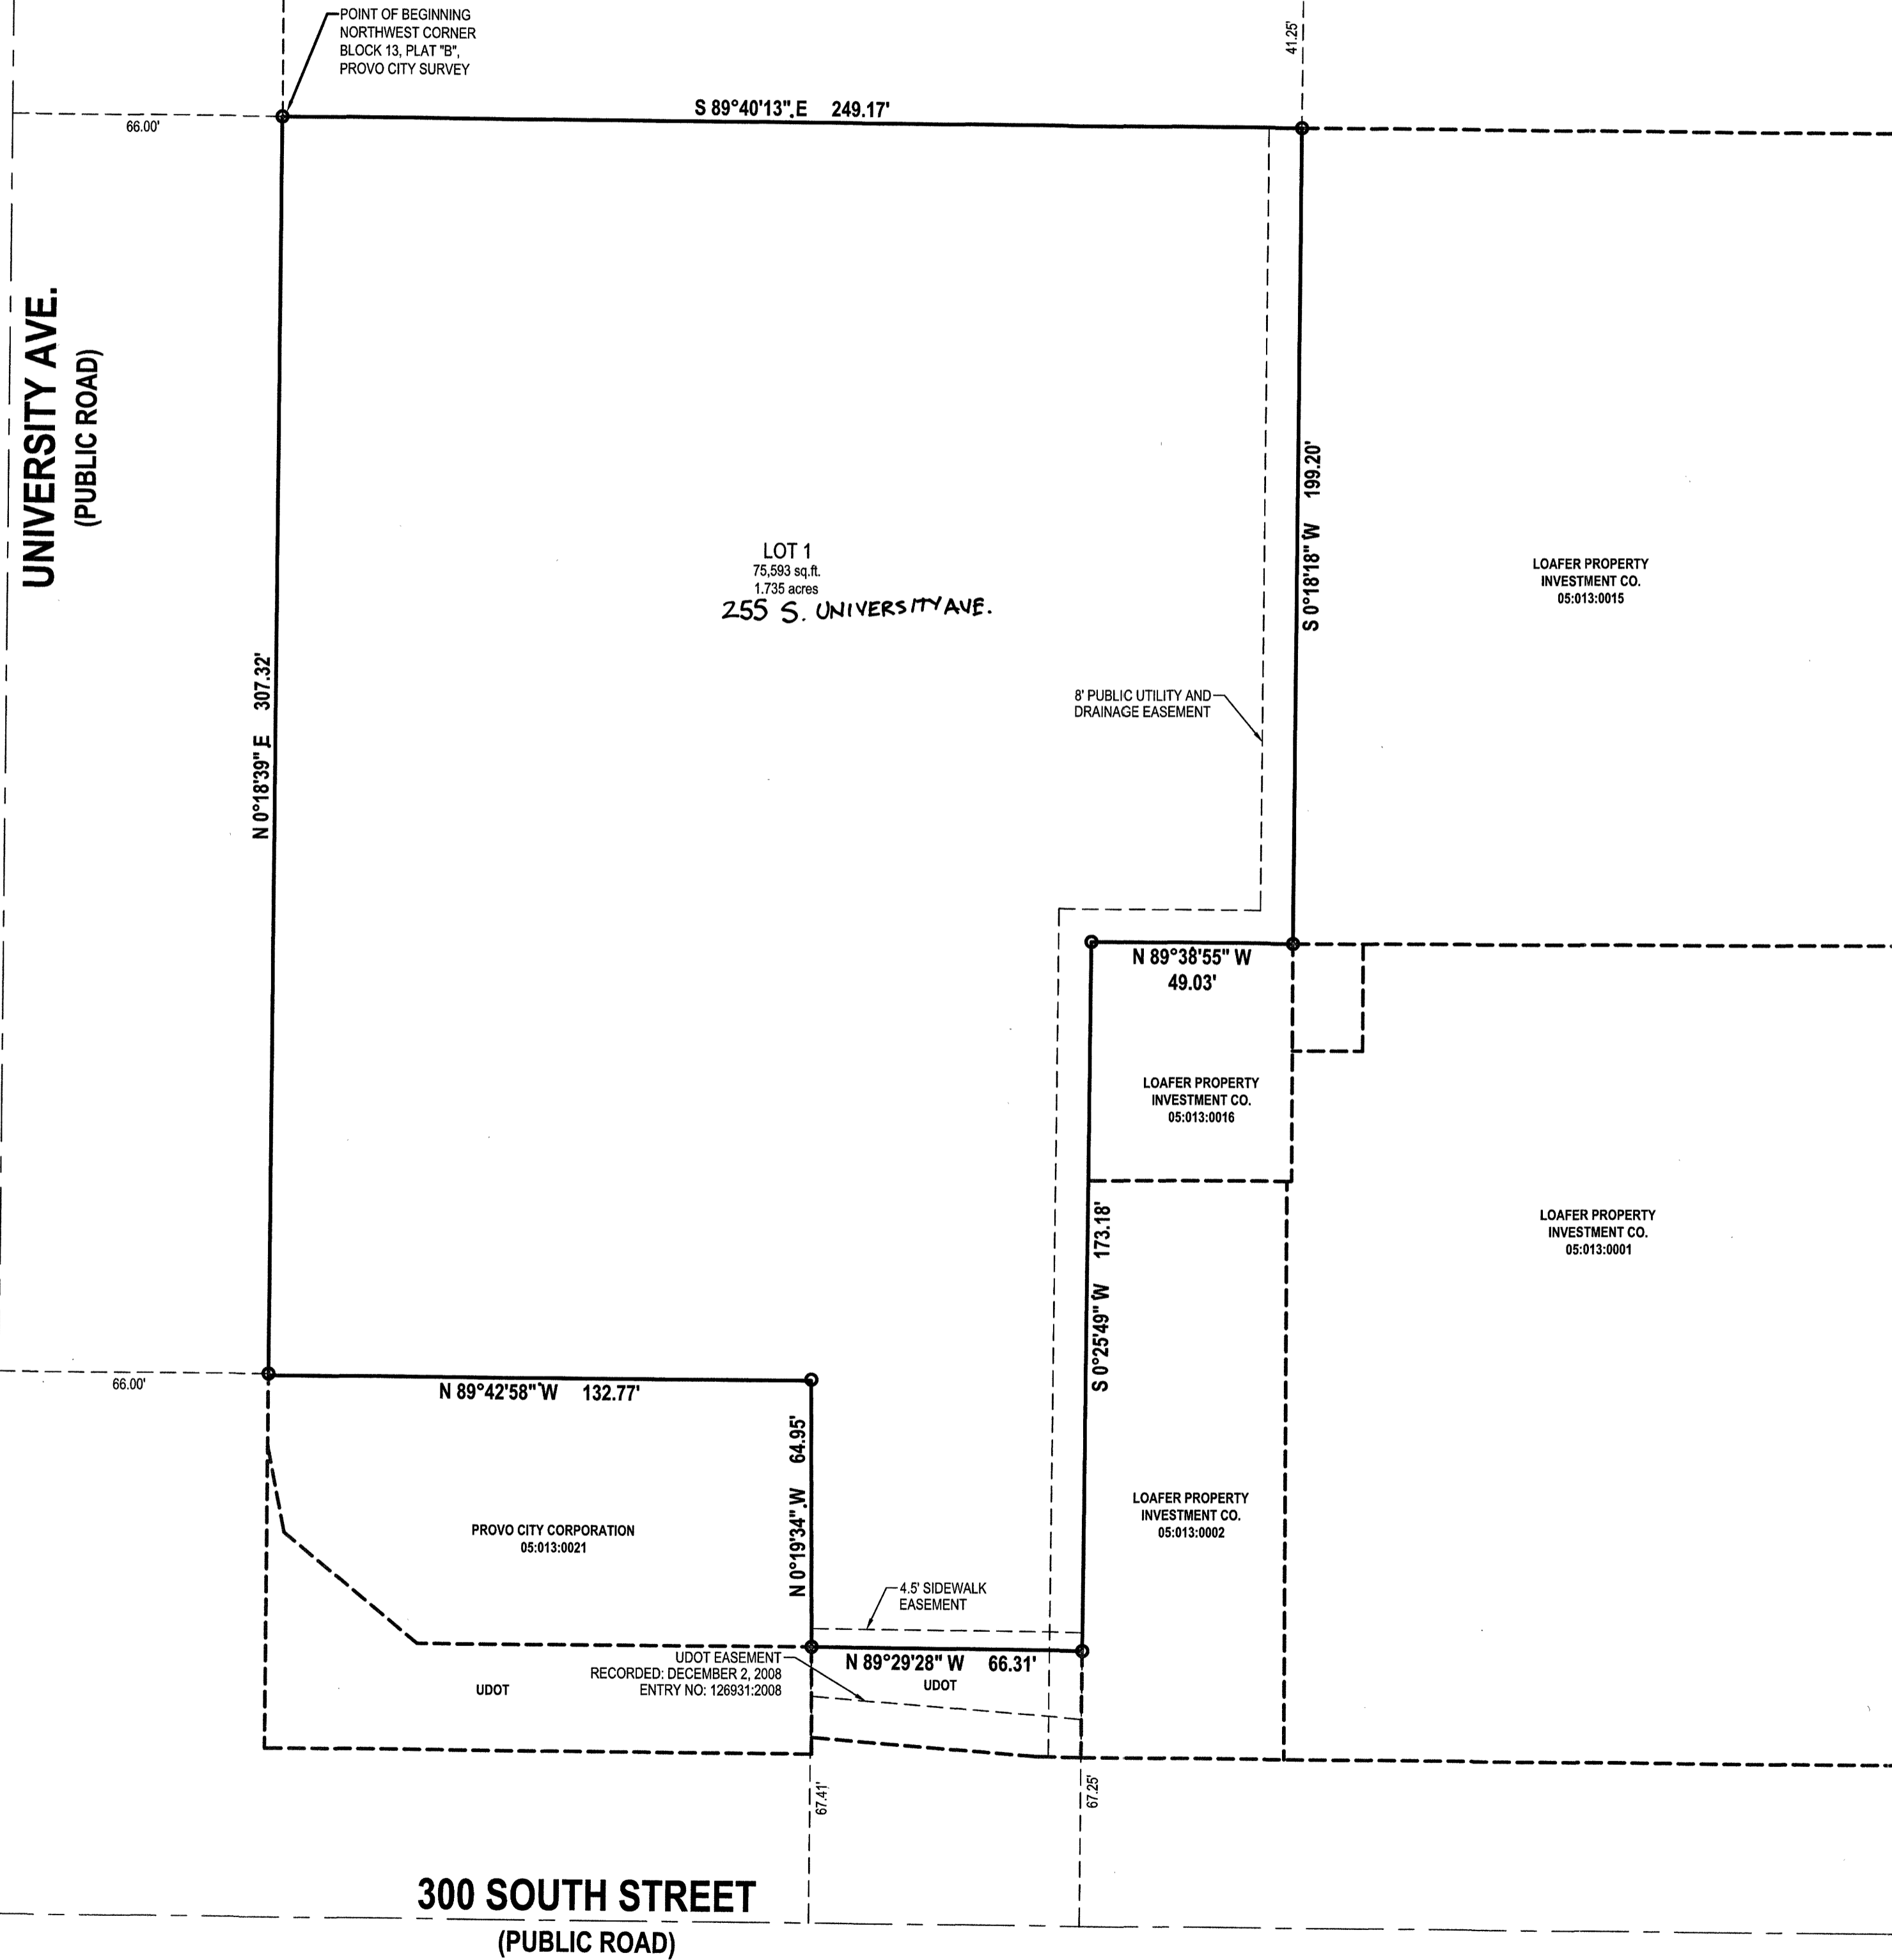 POINT OF BEGINNING
NORTHWEST CORNER
BLOCK 13, PLAT "B",
PROVO CITY SURVEY
41.25'
66.00'
S 89°40'13" E 249.17'
UNIVERSITY AVE.
(PUBLIC ROAD)
N 0°18'39" E 307.32'
LOT 1
75,593 sq.ft.
1.735 acres
255 S. UNIVERSITY AVE.
S 0°18'18" W 199.20'
LOAFER PROPERTY
INVESTMENT CO.
05:013:0015
8' PUBLIC UTILITY AND
DRAINAGE EASEMENT
N 89°38'55" W
49.03'
LOAFER PROPERTY
INVESTMENT CO.
05:013:0016
S 0°25'49" W 173.18'
LOAFER PROPERTY
INVESTMENT CO.
05:013:0001
66.00'
N 89°42'58" W 132.77'
N 0°19'34" W 64.95'
PROVO CITY CORPORATION
05:013:0021
LOAFER PROPERTY
INVESTMENT CO.
05:013:0002
4.5' SIDEWALK
EASEMENT
UDOT EASEMENT
RECORDED: DECEMBER 2, 2008
ENTRY NO: 126931:2008
N 89°29'28" W 66.31'
UDOT
UDOT
67.41'
67.25'
300 SOUTH STREET
(PUBLIC ROAD)